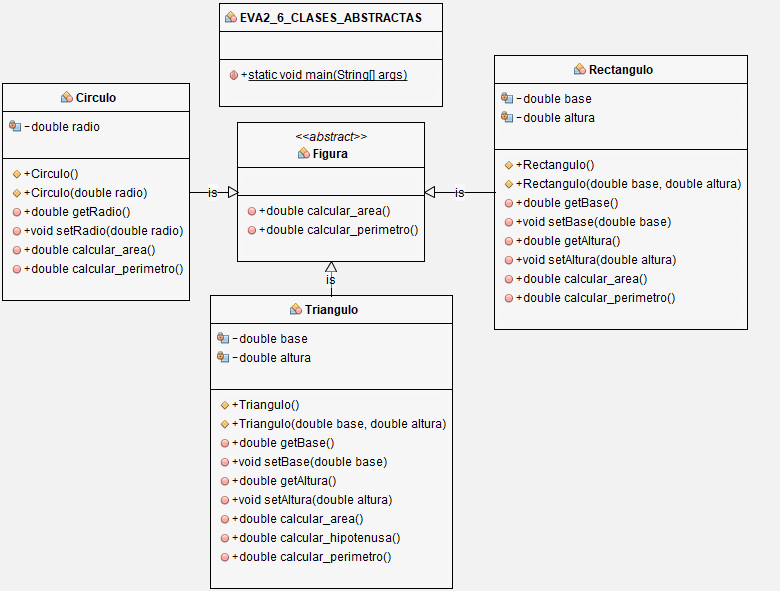 EVA2_6_CLASES_ABSTRACTAS
+static void main(String[] args)
Circulo
-double radio
+Circulo()
+Circulo(double radio)
+double getRadio()
+void setRadio(double radio)
+double calcular_area()
+double calcular_perimetro()
is
<<abstract>>
Figura
+double calcular_area()
+double calcular_perimetro()
is
Rectangulo
-double base
-double altura
+Rectangulo()
+Rectangulo(double base, double altura)
+double getBase()
+void setBase(double base)
+double getAltura()
+void setAltura(double altura)
+double calcular_area()
+double calcular_perimetro()
is
Triangulo
-double base
-double altura
+Triangulo()
+Triangulo(double base, double altura)
+double getBase()
+void setBase(double base)
+double getAltura()
+void setAltura(double altura)
+double calcular_area()
+double calcular_hipotenusa()
+double calcular_perimetro()